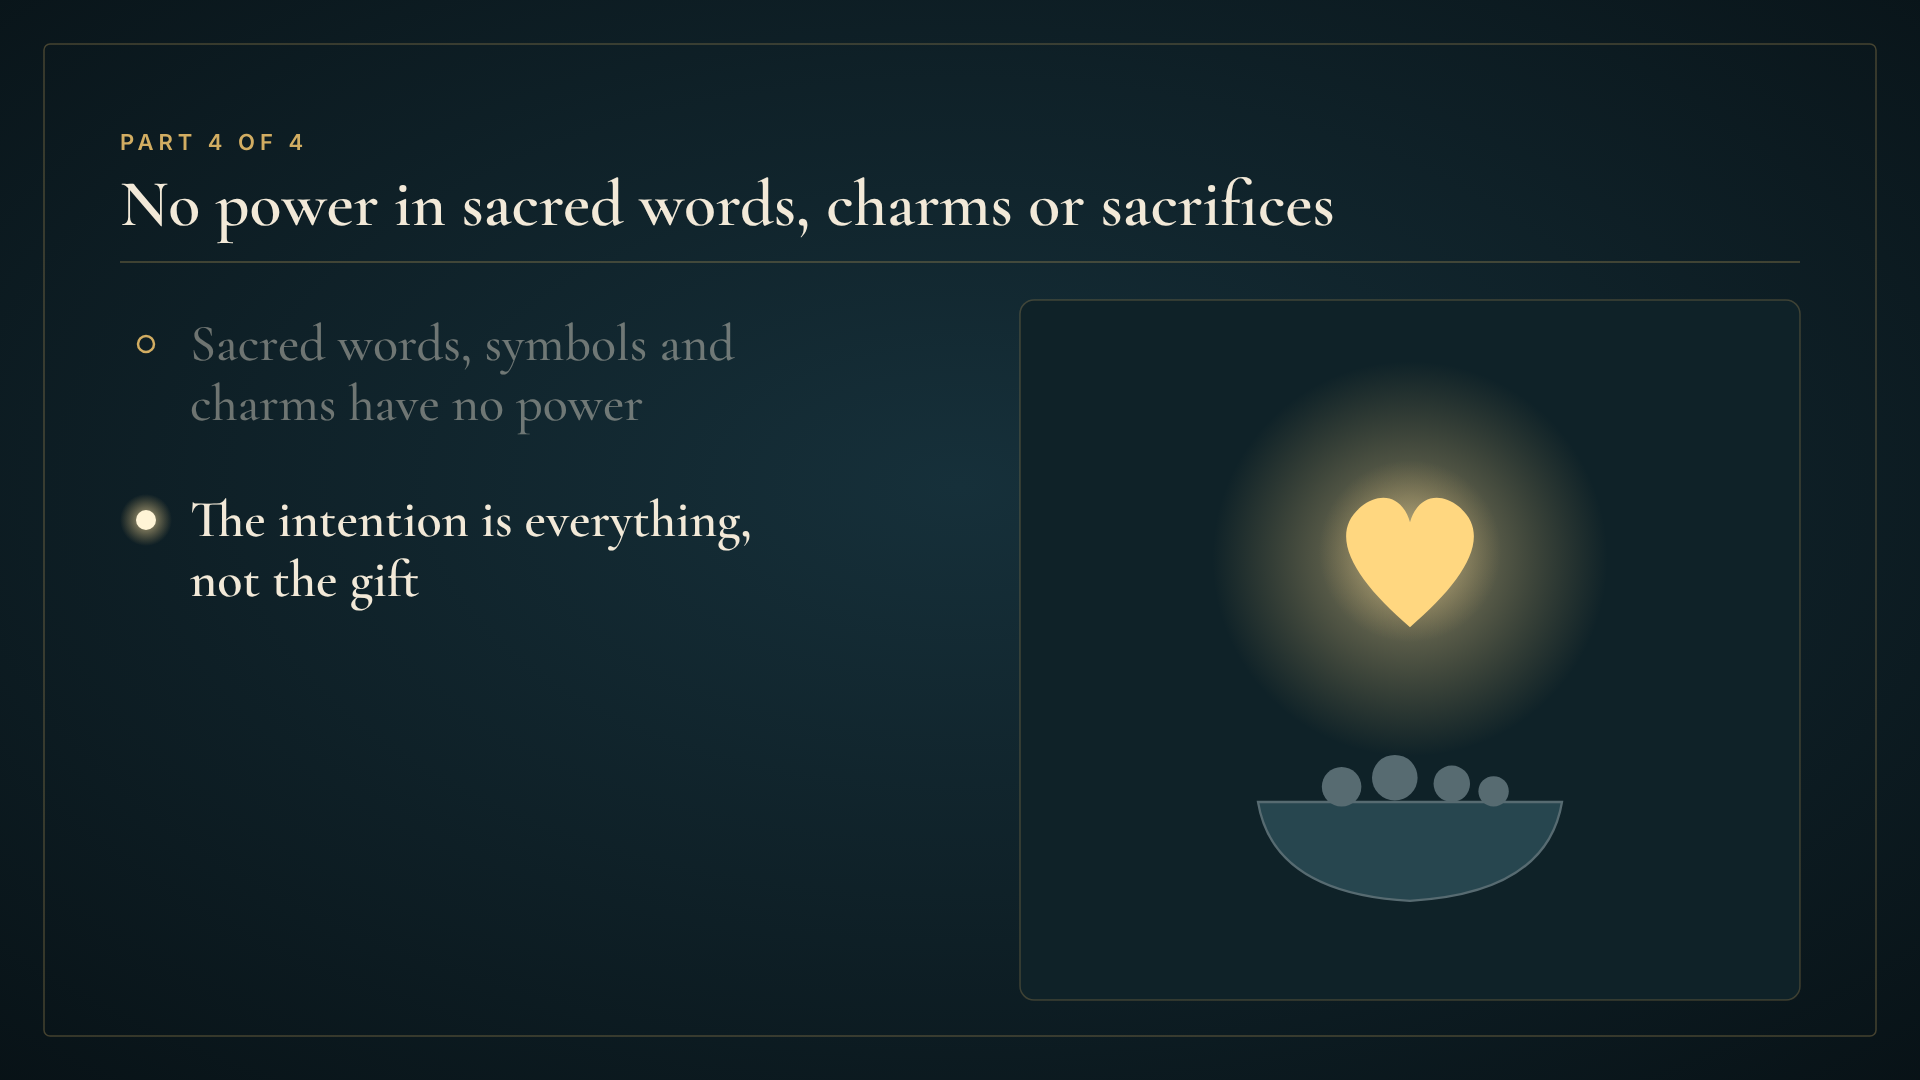 PART 4 OF 4
No power in sacred words, charms or sacrifices
Sacred words, symbols and
charms have no power
The intention is everything,
not the gift